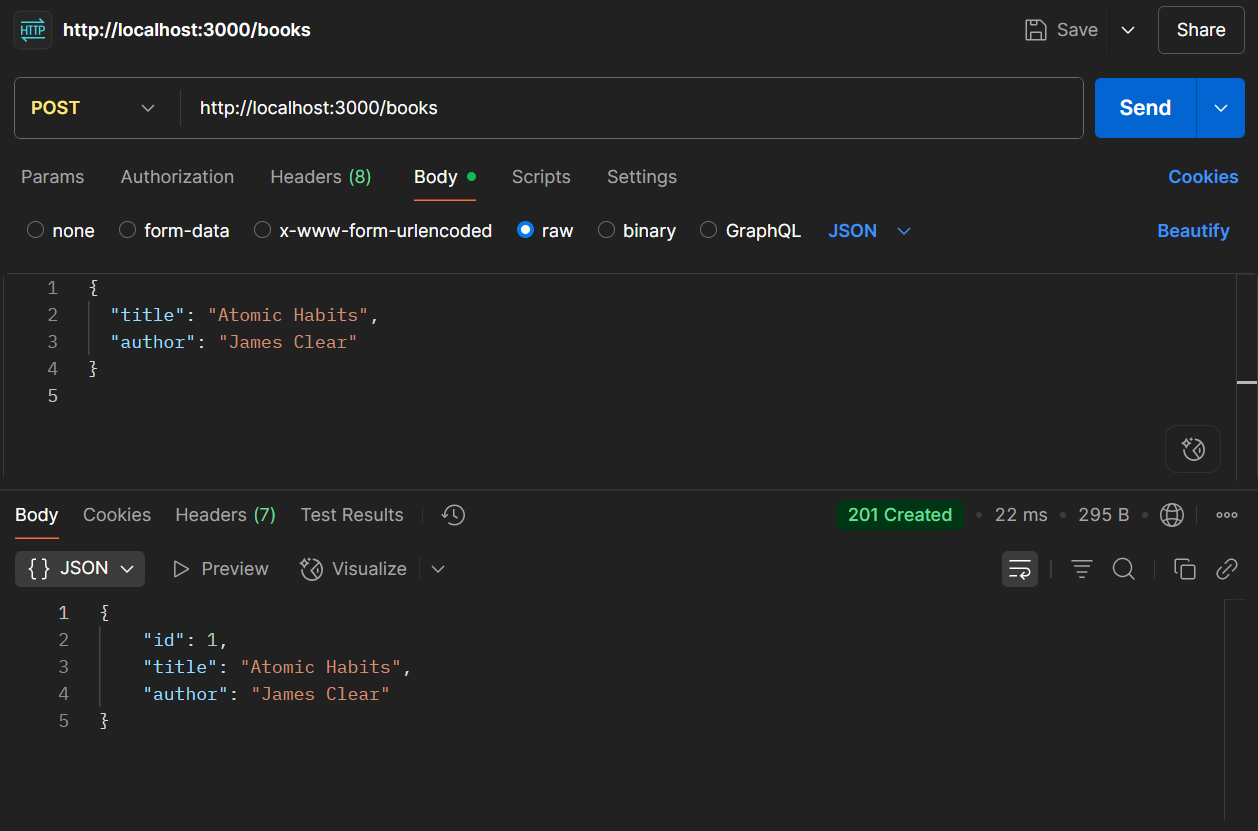 HTTP http://localhost:3000/books Save Share
POST http://localhost:3000/books Send
Params Authorization Headers (8) Body Scripts Settings Cookies
none form-data x-www-form-urlencoded raw binary GraphQL JSON Beautify
1 {
2 "title": "Atomic Habits",
3 "author": "James Clear"
4 }
5
Body Cookies Headers (7) Test Results 201 Created • 22 ms • 295 B •
{} JSON Preview Visualize
1 {
2 "id": 1,
3 "title": "Atomic Habits",
4 "author": "James Clear"
5 }